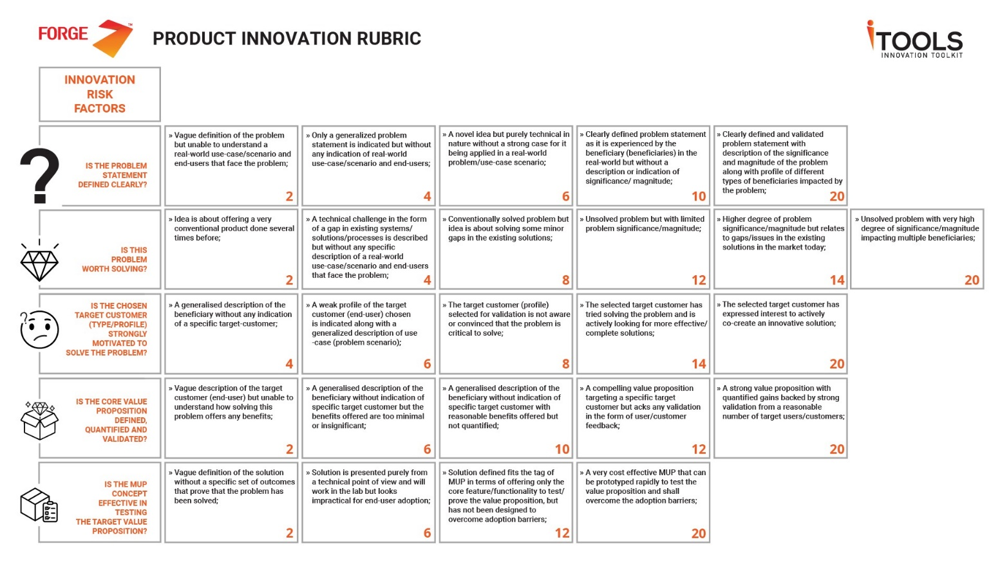 FORGE
™
PRODUCT INNOVATION RUBRIC
iTOOLS
INNOVATION TOOLKIT
INNOVATION
RISK
FACTORS
?
IS THE PROBLEM
STATEMENT
DEFINED CLEARLY?
» Vague definition of the problem
but unable to understand a
real-world use-case/scenario and
end-users that face the problem;
2
» Only a generalized problem
statement is indicated but without
any indication of real-world
use-case/scenario and end-users;
4
» A novel idea but purely technical in
nature without a strong case for it
being applied in a real-world
problem/use-case scenario;
6
» Clearly defined problem statement
as it is experienced by the
beneficiary (beneficiaries) in the
real-world but without a
description or indication of
significance/ magnitude;
10
» Clearly defined and validated
problem statement with
description of the significance
and magnitude of the problem
along with profile of different
types of beneficiaries impacted by
the problem;
20
IS THIS
PROBLEM
WORTH SOLVING?
» Idea is about offering a very
conventional product done several
times before;
2
» A technical challenge in the form
of a gap in existing systems/
solutions/processes is described
but without any specific
description of a real-world
use-case/scenario and end-users
that face the problem;
4
» Conventionally solved problem but
idea is about solving some minor
gaps in the existing solutions;
8
» Unsolved problem but with limited
problem significance/magnitude;
12
» Higher degree of problem
significance/magnitude but relates
to gaps/issues in the existing
solutions in the market today;
14
» Unsolved problem with very high
degree of significance/magnitude
impacting multiple beneficiaries;
20
?
IS THE CHOSEN
TARGET CUSTOMER
(TYPE/PROFILE)
STRONGLY
MOTIVATED TO
SOLVE THE PROBLEM?
» A generalised description of the
beneficiary without any indication
of a specific target-customer;
4
» A weak profile of the target
customer (end-user) chosen
is indicated along with a
generalized description of use
-case (problem scenario);
6
» The target customer (profile)
selected for validation is not aware
or convinced that the problem is
critical to solve;
8
» The selected target customer has
tried solving the problem and is
actively looking for more effective/
complete solutions;
14
» The selected target customer has
expressed interest to actively
co-create an innovative solution;
20
IS THE CORE VALUE
PROPOSITION
DEFINED,
QUANTIFIED AND
VALIDATED?
» Vague description of the target
customer (end-user) but unable to
understand how solving this
problem offers any benefits;
2
» A generalised description of the
beneficiary without indication of
specific target customer but the
benefits offered are too minimal
or insignificant;
6
» A generalised description of the
beneficiary without indication of
specific target customer with
reasonable benefits offered but
not quantified;
10
» A compelling value proposition
targeting a specific target
customer but acks any validation
in the form of user/customer
feedback;
12
» A strong value proposition with
quantified gains backed by strong
validation from a reasonable
number of target users/customers;
20
IS THE MUP
CONCEPT
EFFECTIVE IN
TESTING
THE TARGET VALUE
PROPOSITION?
» Vague definition of the solution
without a specific set of outcomes
that prove that the problem has
been solved;
2
» Solution is presented purely from
a technical point of view and will
work in the lab but looks
impractical for end-user adoption;
6
» Solution defined fits the tag of
MUP in terms of offering only the
core feature/functionality to test/
prove the value proposition, but
has not been designed to
overcome adoption barriers;
12
» A very cost effective MUP that can
be prototyped rapidly to test the
value proposition and shall
overcome the adoption barriers;
20